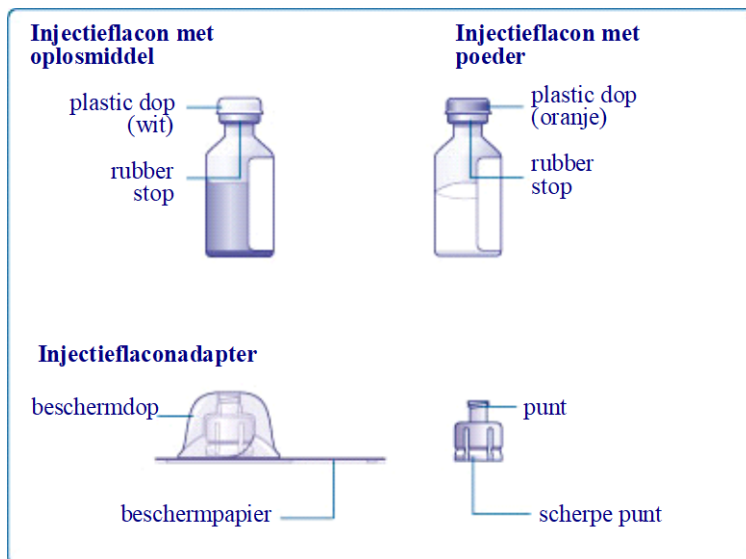 Injectieflacon met
oplosmiddel
Injectieflacon met
poeder
plastic dop
(wit)
plastic dop
(oranje)
rubber
stop
rubber
stop
Injectieflaconadapter
beschermdop
punt
beschermpapier
scherpe punt